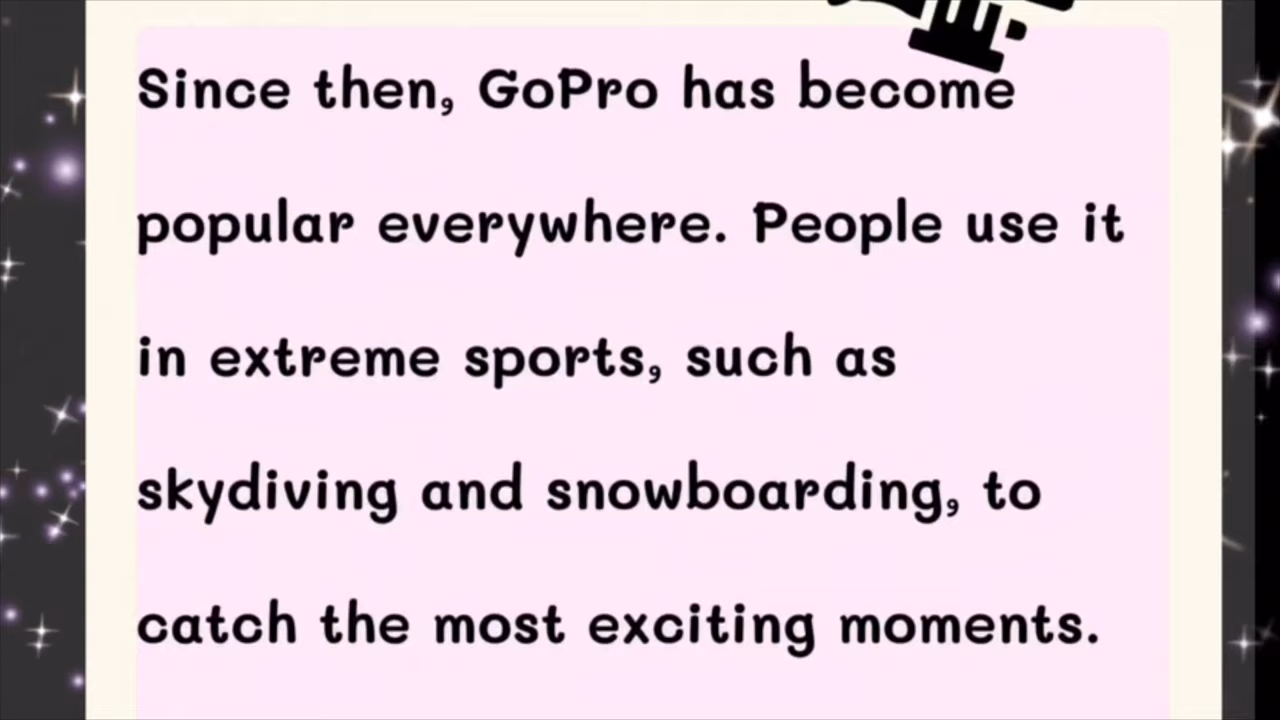 Since then, GoPro has become
popular everywhere. People use it
in extreme sports, such as
skydiving and snowboarding, to
catch the most exciting moments.